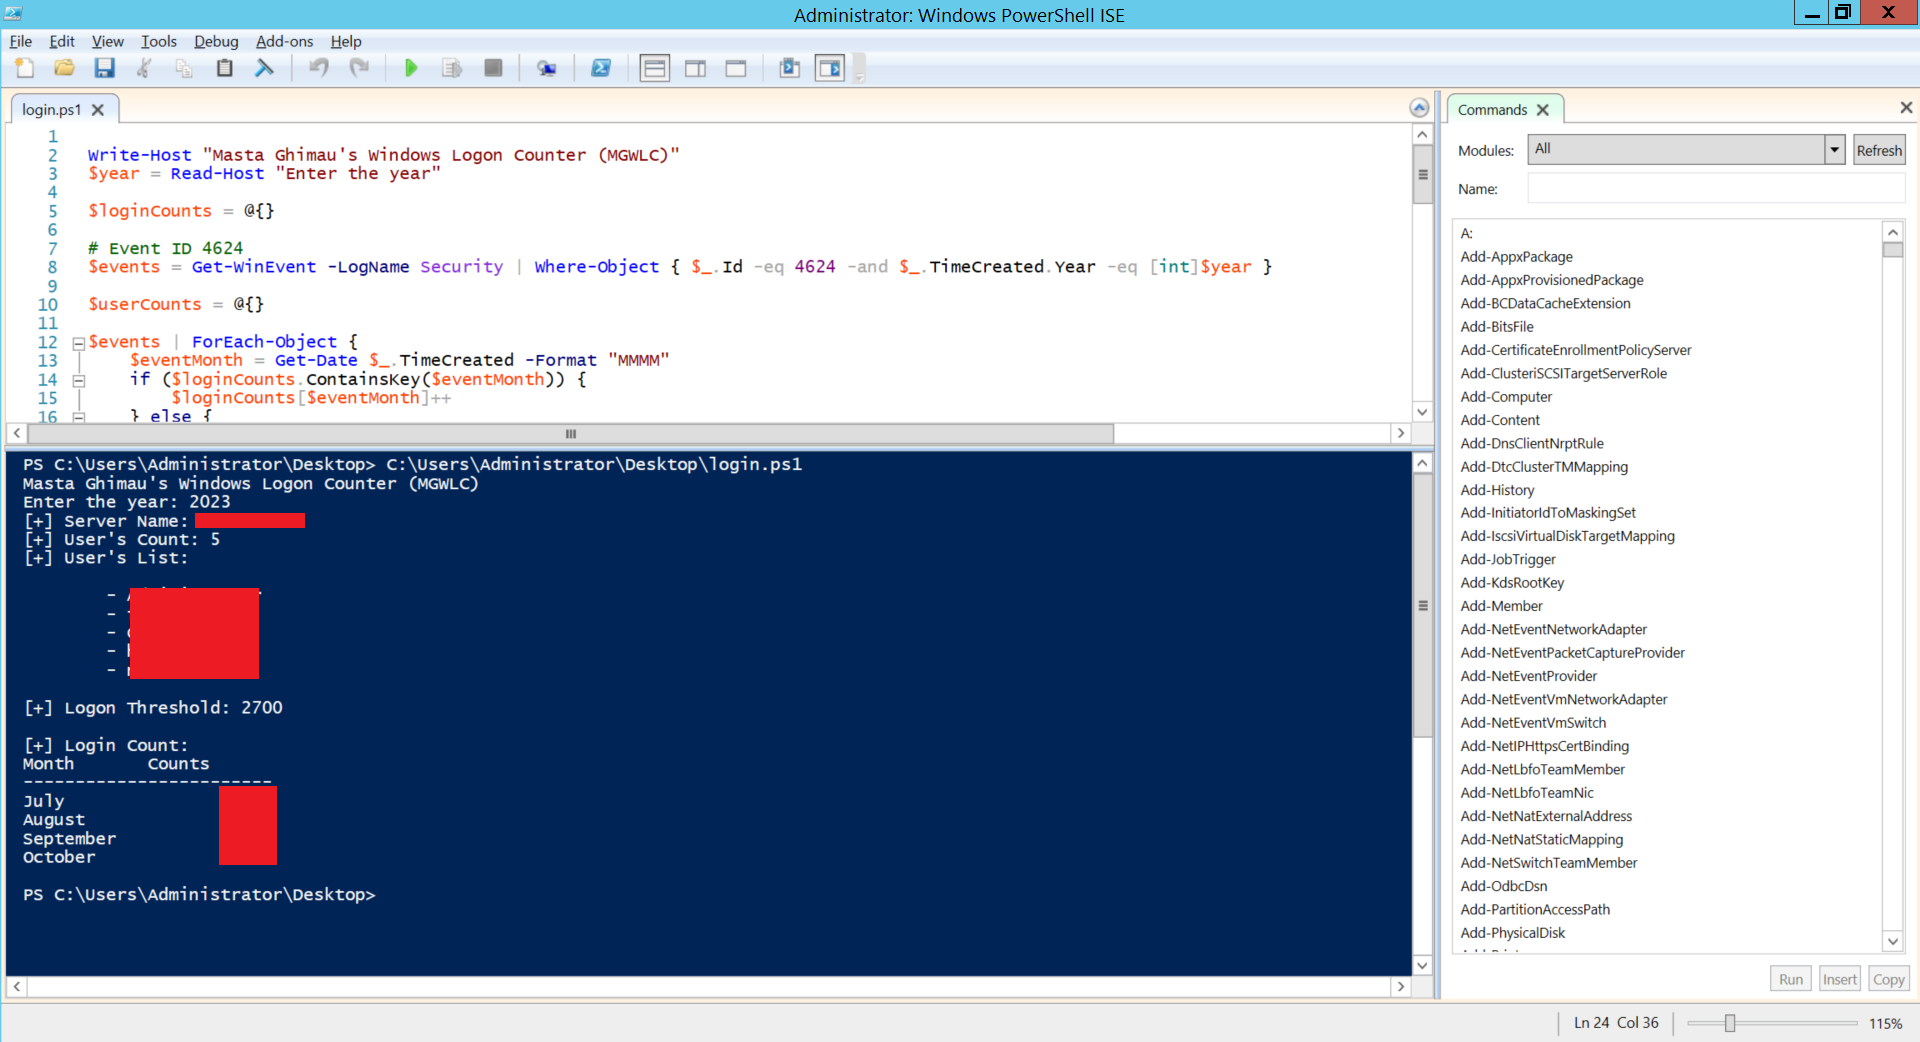 Administrator: Windows PowerShell ISE
File Edit View Tools Debug Add-ons Help
login.ps1
1
2 Write-Host "Masta Ghimau's Windows Logon Counter (MGWLC)"
3 $year = Read-Host "Enter the year"
4
5 $loginCounts = @{}
6
7 # Event ID 4624
8 $events = Get-WinEvent -LogName Security | Where-Object { $_.Id -eq 4624 -and $_.TimeCreated.Year -eq [int]$year }
9
10 $userCounts = @{}
11
12 $events | ForEach-Object {
13 $eventMonth = Get-Date $_.TimeCreated -Format "MMMM"
14 if ($loginCounts.ContainsKey($eventMonth)) {
15 $loginCounts[$eventMonth]++
16 } else {
PS C:\Users\Administrator\Desktop> C:\Users\Administrator\Desktop\login.ps1
Masta Ghimau's Windows Logon Counter (MGWLC)
Enter the year: 2023
[+] Server Name:
[+] User's Count: 5
[+] User's List:
-
-
-
-
-
[+] Logon Threshold: 2700
[+] Login Count:
Month Counts
------------------------
July
August
September
October
PS C:\Users\Administrator\Desktop>
Commands
Modules: All Refresh
Name:
A:
Add-AppxPackage
Add-AppxProvisionedPackage
Add-BCDataCacheExtension
Add-BitsFile
Add-CertificateEnrollmentPolicyServer
Add-ClusteriSCSITargetServerRole
Add-Computer
Add-Content
Add-DnsClientNrptRule
Add-DtcClusterTMMapping
Add-History
Add-InitiatorIdToMaskingSet
Add-IscsiVirtualDiskTargetMapping
Add-JobTrigger
Add-KdsRootKey
Add-Member
Add-NetEventNetworkAdapter
Add-NetEventPacketCaptureProvider
Add-NetEventProvider
Add-NetEventVmNetworkAdapter
Add-NetEventVmSwitch
Add-NetIPHttpsCertBinding
Add-NetLbfoTeamMember
Add-NetLbfoTeamNic
Add-NetNatExternalAddress
Add-NetNatStaticMapping
Add-NetSwitchTeamMember
Add-OdbcDsn
Add-PartitionAccessPath
Add-PhysicalDisk
Run Insert Copy
Ln 24 Col 36 115%